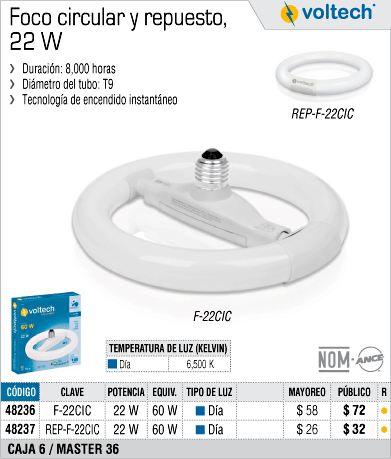 Foco circular y repuesto,
22 W
voltech®
Duración: 8,000 horas
Diámetro del tubo: T9
Tecnología de encendido instantáneo
REP-F-22CIC
F-22CIC
voltech
60 W
22 W
TEMPERATURA DE LUZ (KELVIN)
Día 6,500 K
NOM ANCE
CÓDIGO CLAVE POTENCIA EQUIV. TIPO DE LUZ MAYOREO PÚBLICO R
48236 F-22CIC 22 W 60 W Día $ 58 $ 72
48237 REP-F-22CIC 22 W 60 W Día $ 26 $ 32
CAJA 6 / MASTER 36